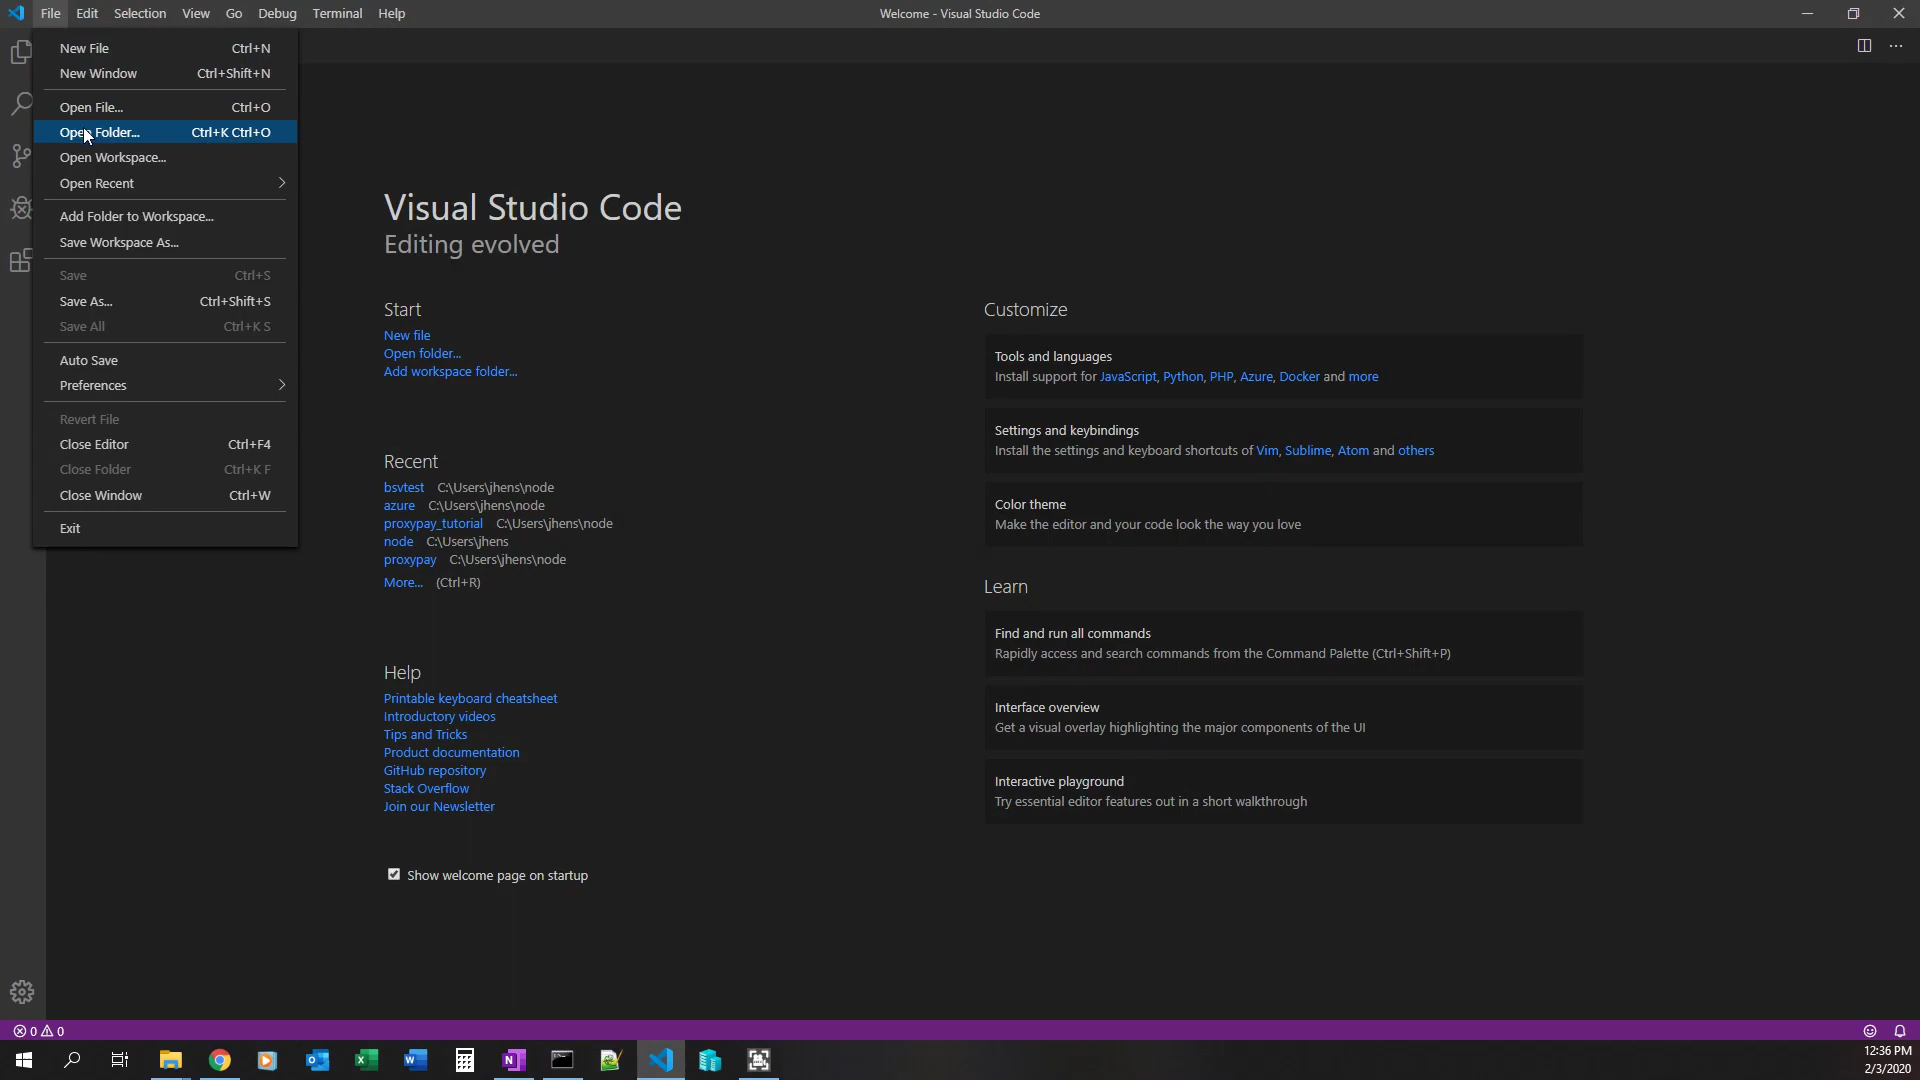 File Edit Selection View Go Debug Terminal Help
Welcome - Visual Studio Code
New File Ctrl+N
New Window Ctrl+Shift+N
Open File... Ctrl+O
Open Folder... Ctrl+K Ctrl+O
Open Workspace...
Open Recent
Add Folder to Workspace...
Save Workspace As...
Save Ctrl+S
Save As... Ctrl+Shift+S
Save All Ctrl+K S
Auto Save
Preferences
Revert File
Close Editor Ctrl+F4
Close Folder Ctrl+K F
Close Window Ctrl+W
Exit
Visual Studio Code
Editing evolved
Start
New file
Open folder...
Add workspace folder...
Recent
bsvtest C:\Users\jhens\node
azure C:\Users\jhens\node
proxypay_tutorial C:\Users\jhens\node
node C:\Users\jhens
proxypay C:\Users\jhens\node
More... (Ctrl+R)
Help
Printable keyboard cheatsheet
Introductory videos
Tips and Tricks
Product documentation
GitHub repository
Stack Overflow
Join our Newsletter
Show welcome page on startup
Customize
Tools and languages
Install support for JavaScript, Python, PHP, Azure, Docker and more
Settings and keybindings
Install the settings and keyboard shortcuts of Vim, Sublime, Atom and others
Color theme
Make the editor and your code look the way you love
Learn
Find and run all commands
Rapidly access and search commands from the Command Palette (Ctrl+Shift+P)
Interface overview
Get a visual overlay highlighting the major components of the UI
Interactive playground
Try essential editor features out in a short walkthrough
0 0
12:36 PM
2/3/2020